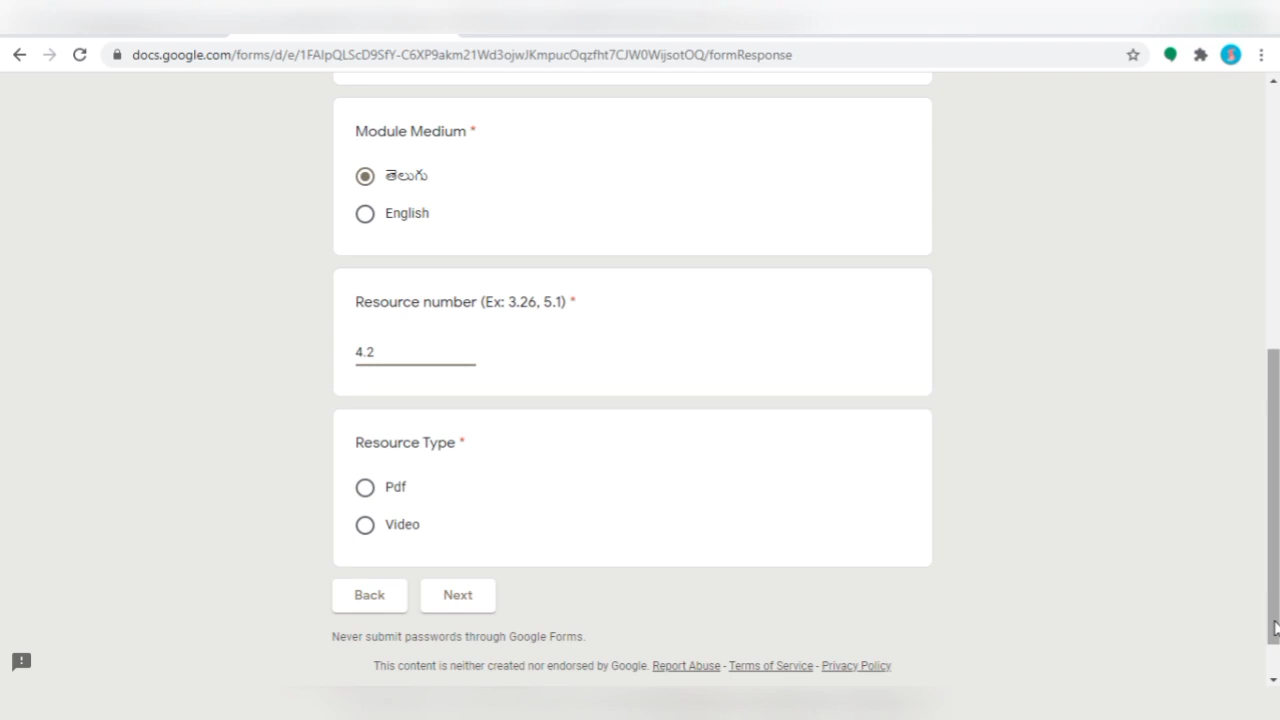 docs.google.com/forms/d/e/1FAIpQLScD9SfY-C6XP9akm21Wd3ojwJKmpucOqzfht7CJW0WijsotOQ/formResponse
Module Medium *
తెలుగు
English
Resource number (Ex: 3.26, 5.1) *
4.2
Resource Type *
Pdf
Video
Back Next
Never submit passwords through Google Forms.
This content is neither created nor endorsed by Google. Report Abuse - Terms of Service - Privacy Policy